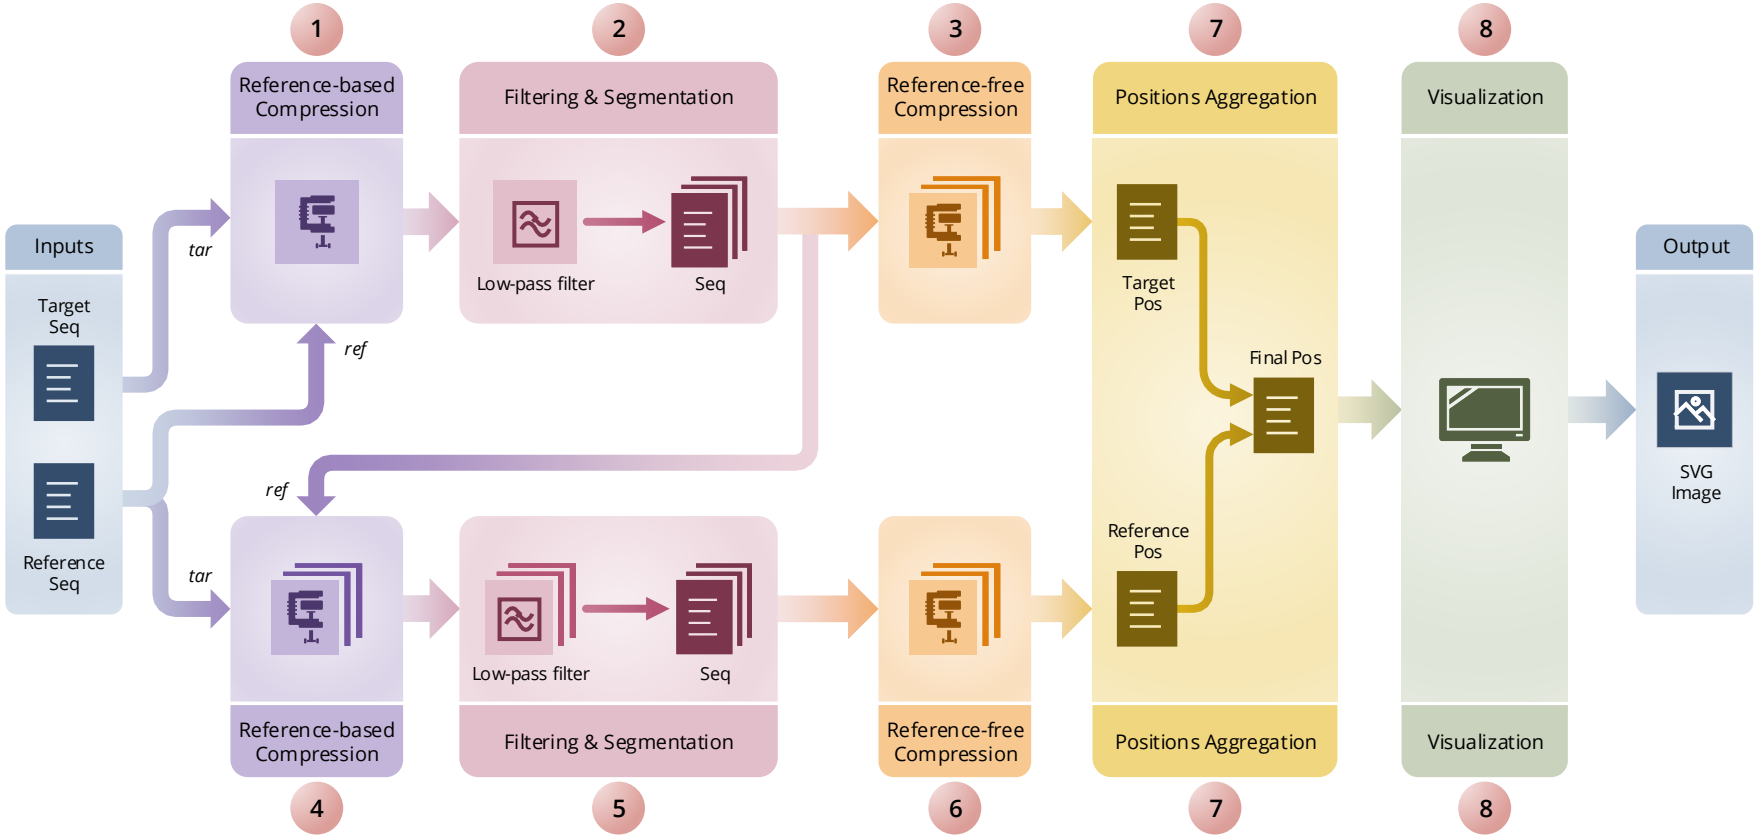 1
2
3
7
8
Reference-based
Compression
Filtering & Segmentation
Reference-free
Compression
Positions Aggregation
Visualization
Inputs
Target
Seq
Reference
Seq
tar
ref
Low-pass filter
Seq
Target
Pos
Final Pos
Reference
Pos
Output
SVG
Image
ref
tar
Low-pass filter
Seq
Reference-based
Compression
Filtering & Segmentation
Reference-free
Compression
Positions Aggregation
Visualization
4
5
6
7
8